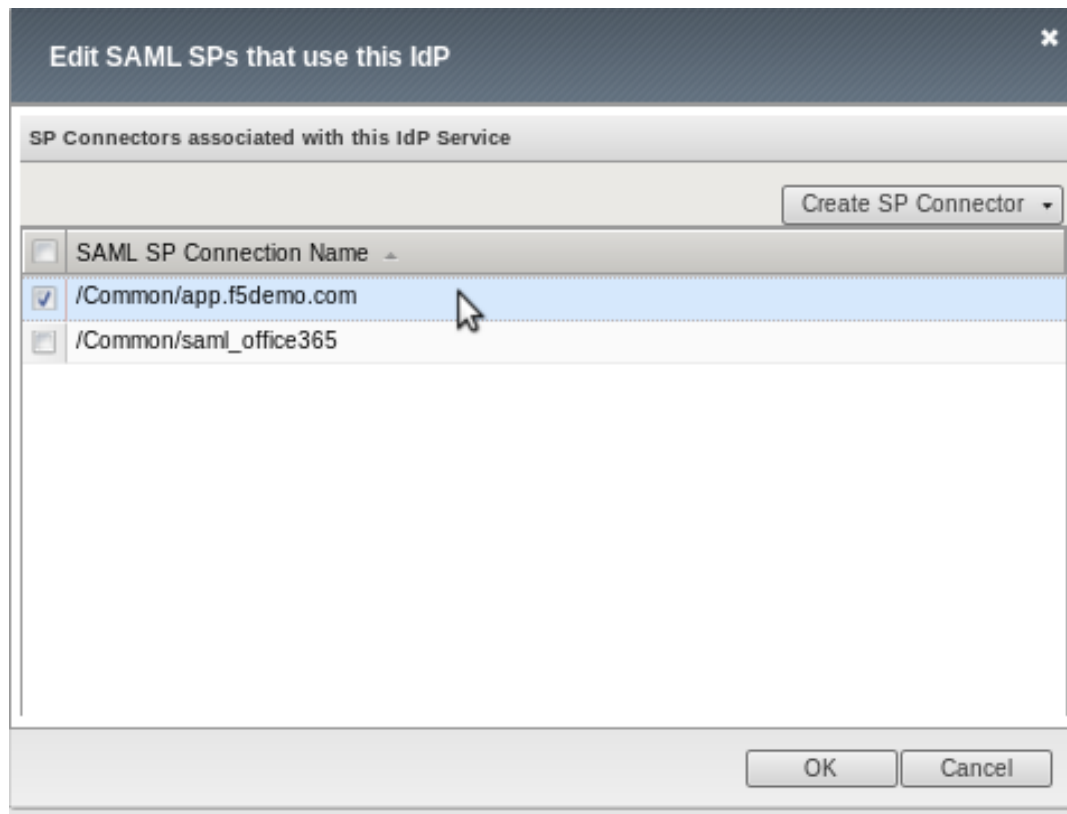 Edit SAML SPs that use this IdP
SP Connectors associated with this IdP Service
Create SP Connector
SAML SP Connection Name
/Common/app.f5demo.com
/Common/saml_office365
OK
Cancel